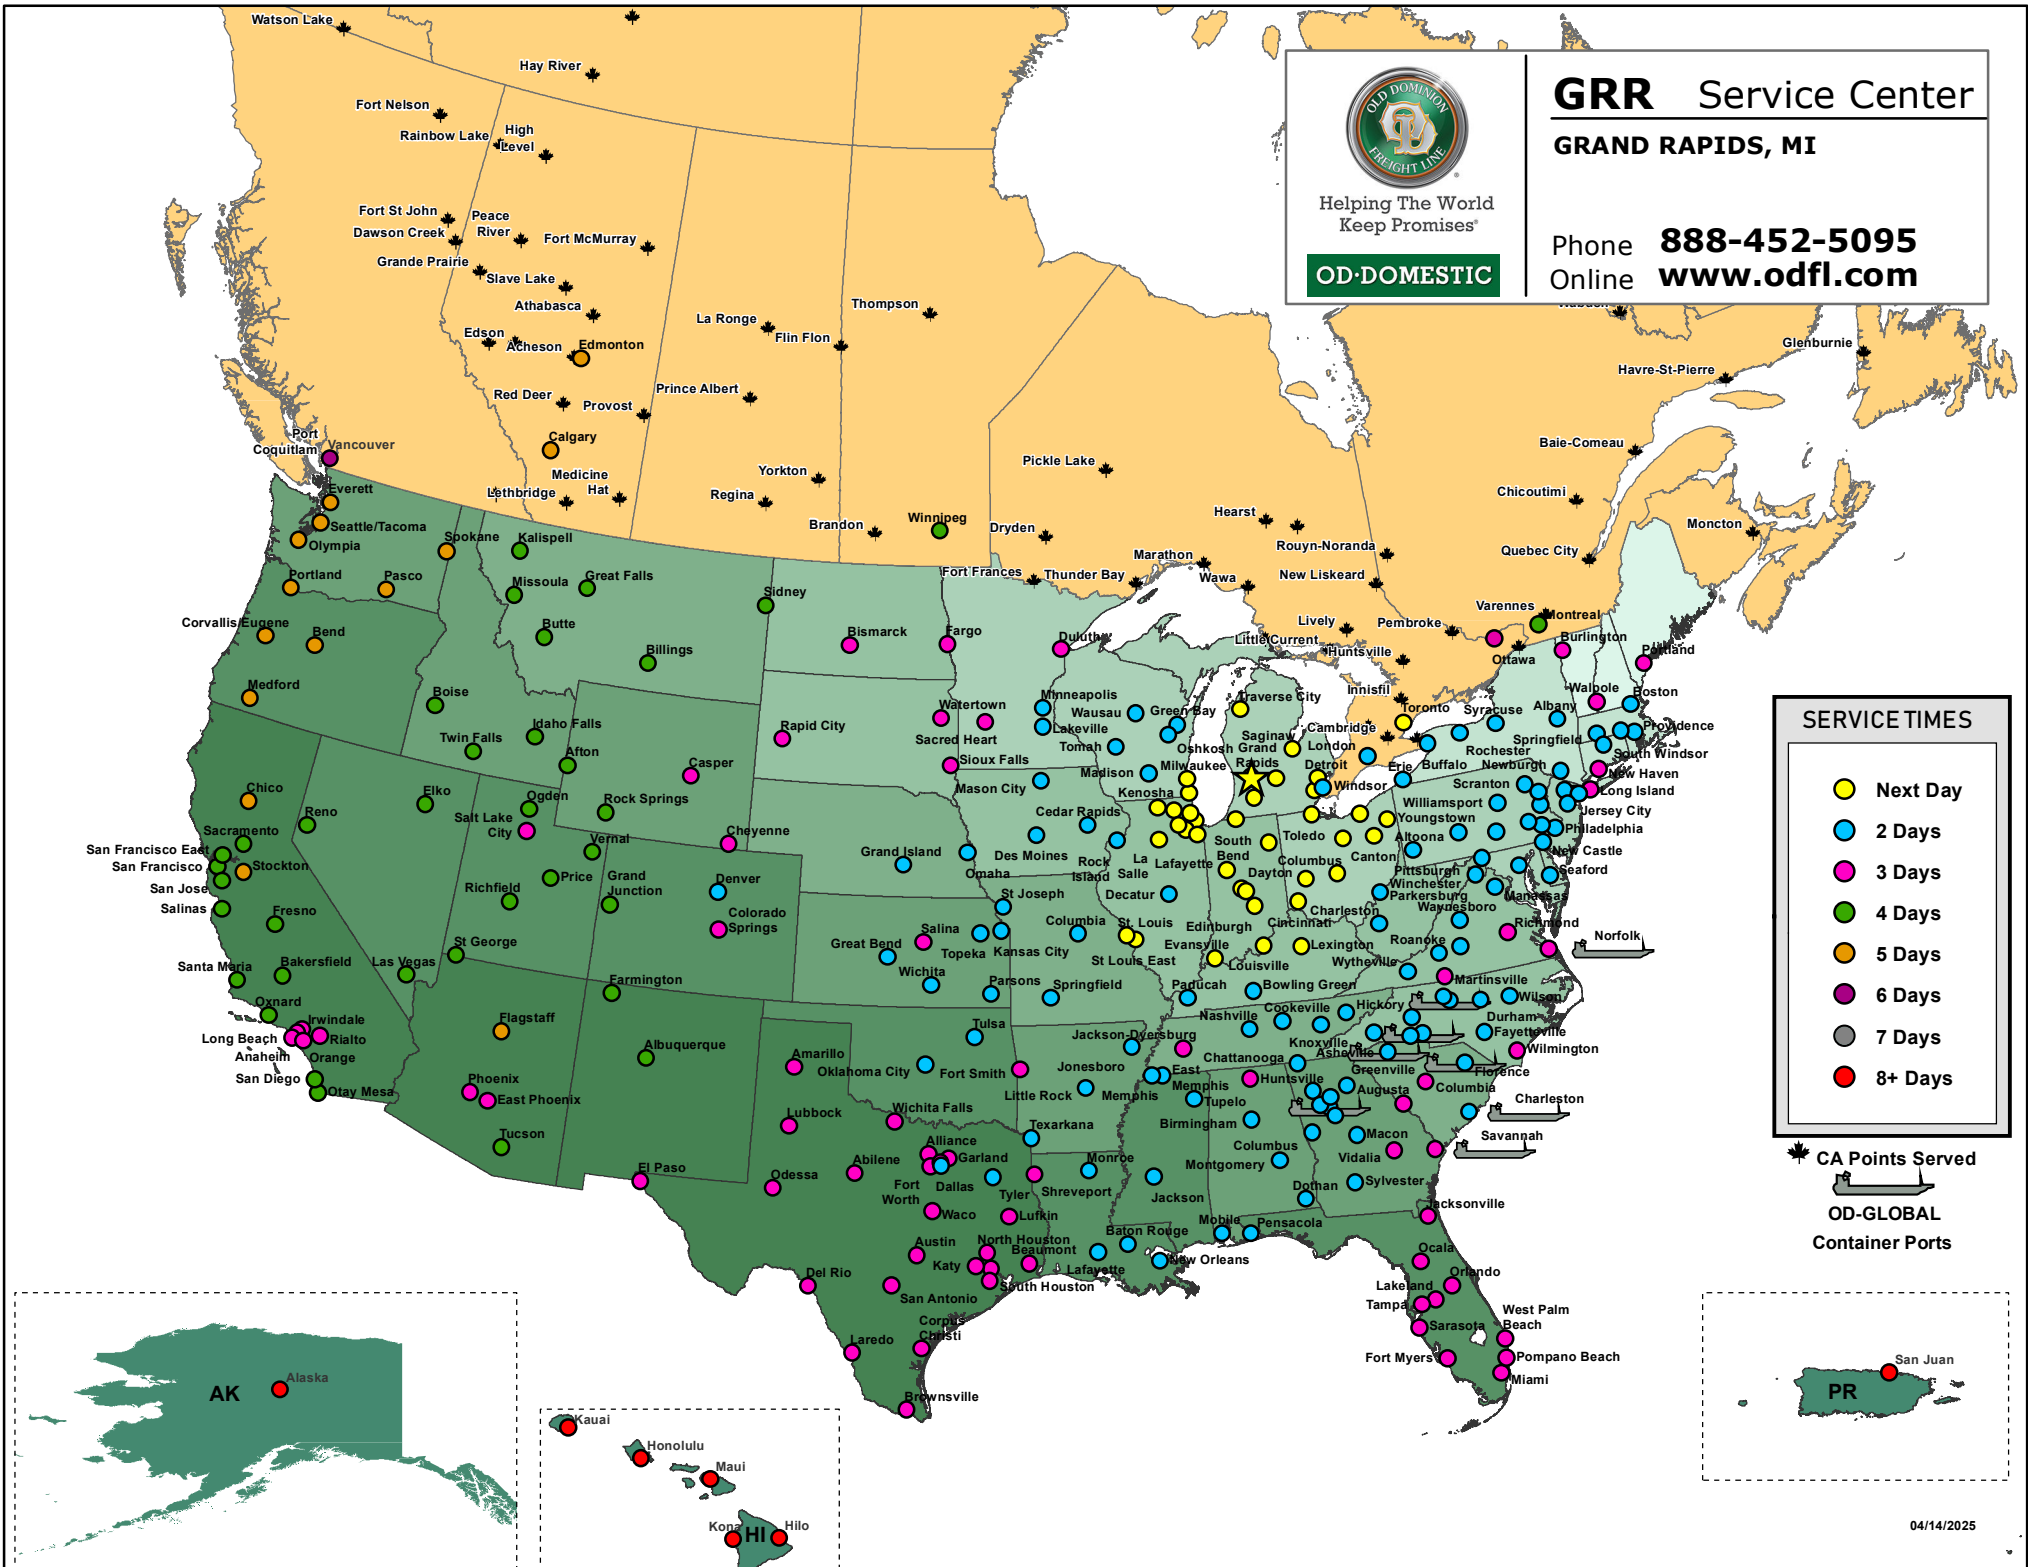 Watson Lake
Hay River
Fort Nelson
Rainbow Lake
High
Level
Fort St John
Dawson Creek
Peace
River
Fort McMurray
Grande Prairie
Slave Lake
Athabasca
Edson
Acheson
Edmonton
La Ronge
Flin Flon
Thompson
Red Deer
Provost
Prince Albert
Calgary
Port
Coquitlam
Vancouver
Medicine
Hat
Lethbridge
Regina
Yorkton
Brandon
Winnipeg
Pickle Lake
Dryden
Fort Frances
Thunder Bay
Marathon
Wawa
Hearst
Rouyn-Noranda
New Liskeard
Lively
Little Current
Huntsville
Pembroke
Varennes
Montreal
Ottawa
Innisfil
Toronto
Cambridge
London
Windsor
Glenburnie
Havre-St-Pierre
Baie-Comeau
Chicoutimi
Quebec City
Moncton
OLD DOMINION
FREIGHT LINE
Helping The World
Keep Promises®
OD·DOMESTIC
GRR Service Center
GRAND RAPIDS, MI
Phone 888-452-5095
Online www.odfl.com
Everett
Seattle/Tacoma
Olympia
Spokane
Portland
Pasco
Corvallis/Eugene
Bend
Medford
Kalispell
Missoula
Great Falls
Butte
Billings
Sidney
Boise
Idaho Falls
Twin Falls
Afton
Casper
Rock Springs
Cheyenne
Chico
Reno
Elko
Ogden
Salt Lake
City
Vernal
Price
Richfield
St George
Grand
Junction
Denver
Colorado
Springs
Sacramento
San Francisco East
San Francisco
Stockton
San Jose
Salinas
Fresno
Santa Maria
Bakersfield
Las Vegas
Oxnard
Irwindale
Long Beach
Rialto
Anaheim
Orange
San Diego
Otay Mesa
Flagstaff
Phoenix
East Phoenix
Tucson
Farmington
Albuquerque
El Paso
Bismarck
Fargo
Duluth
Watertown
Sacred Heart
Rapid City
Sioux Falls
Minneapolis
Lakeville
Wausau
Green Bay
Tomah
Oshkosh
Madison
Milwaukee
Kenosha
Mason City
Cedar Rapids
Des Moines
Rock
Island
La
Salle
Grand Island
Omaha
Traverse City
Saginaw
Grand
Rapids
Detroit
South
Bend
Toledo
Lafayette
Decatur
Dayton
Columbus
Canton
Youngstown
Cincinnati
Edinburgh
Evansville
Louisville
Lexington
St Joseph
Columbia
St. Louis
St Louis East
Salina
Topeka
Kansas City
Great Bend
Wichita
Parsons
Springfield
Paducah
Bowling Green
Erie
Buffalo
Rochester
Syracuse
Albany
Burlington
Portland
Walpole
Boston
Providence
Springfield
South Windsor
New Haven
Long Island
Newburgh
Scranton
Williamsport
Jersey City
Philadelphia
New Castle
Altoona
Pittsburgh
Seaford
Winchester
Parkersburg
Manassas
Waynesboro
Charleston
Richmond
Norfolk
Roanoke
Wytheville
Martinsville
Hickory
Wilson
Durham
Fayetteville
Wilmington
Nashville
Cookeville
Knoxville
Asheville
Jackson-Dyersburg
Chattanooga
Greenville
Florence
Huntsville
Augusta
Columbia
Charleston
Savannah
Tulsa
Oklahoma City
Fort Smith
Jonesboro
Little Rock
Memphis
East
Memphis
Tupelo
Birmingham
Columbus
Macon
Vidalia
Montgomery
Dothan
Sylvester
Amarillo
Lubbock
Wichita Falls
Texarkana
Alliance
Garland
Abilene
Fort
Worth
Dallas
Tyler
Odessa
Monroe
Shreveport
Jackson
Waco
Lufkin
Austin
North Houston
Beaumont
Katy
South Houston
Lafayette
Baton Rouge
New Orleans
Mobile
Pensacola
Del Rio
San Antonio
Corpus
Christi
Laredo
Brownsville
Jacksonville
Ocala
Orlando
Lakeland
Tampa
Sarasota
West Palm
Beach
Fort Myers
Pompano Beach
Miami
SERVICE TIMES
Next Day
2 Days
3 Days
4 Days
5 Days
6 Days
7 Days
8+ Days
CA Points Served
OD-GLOBAL
Container Ports
AK
Alaska
Kauai
Honolulu
Maui
Kona
HI
Hilo
San Juan
PR
04/14/2025